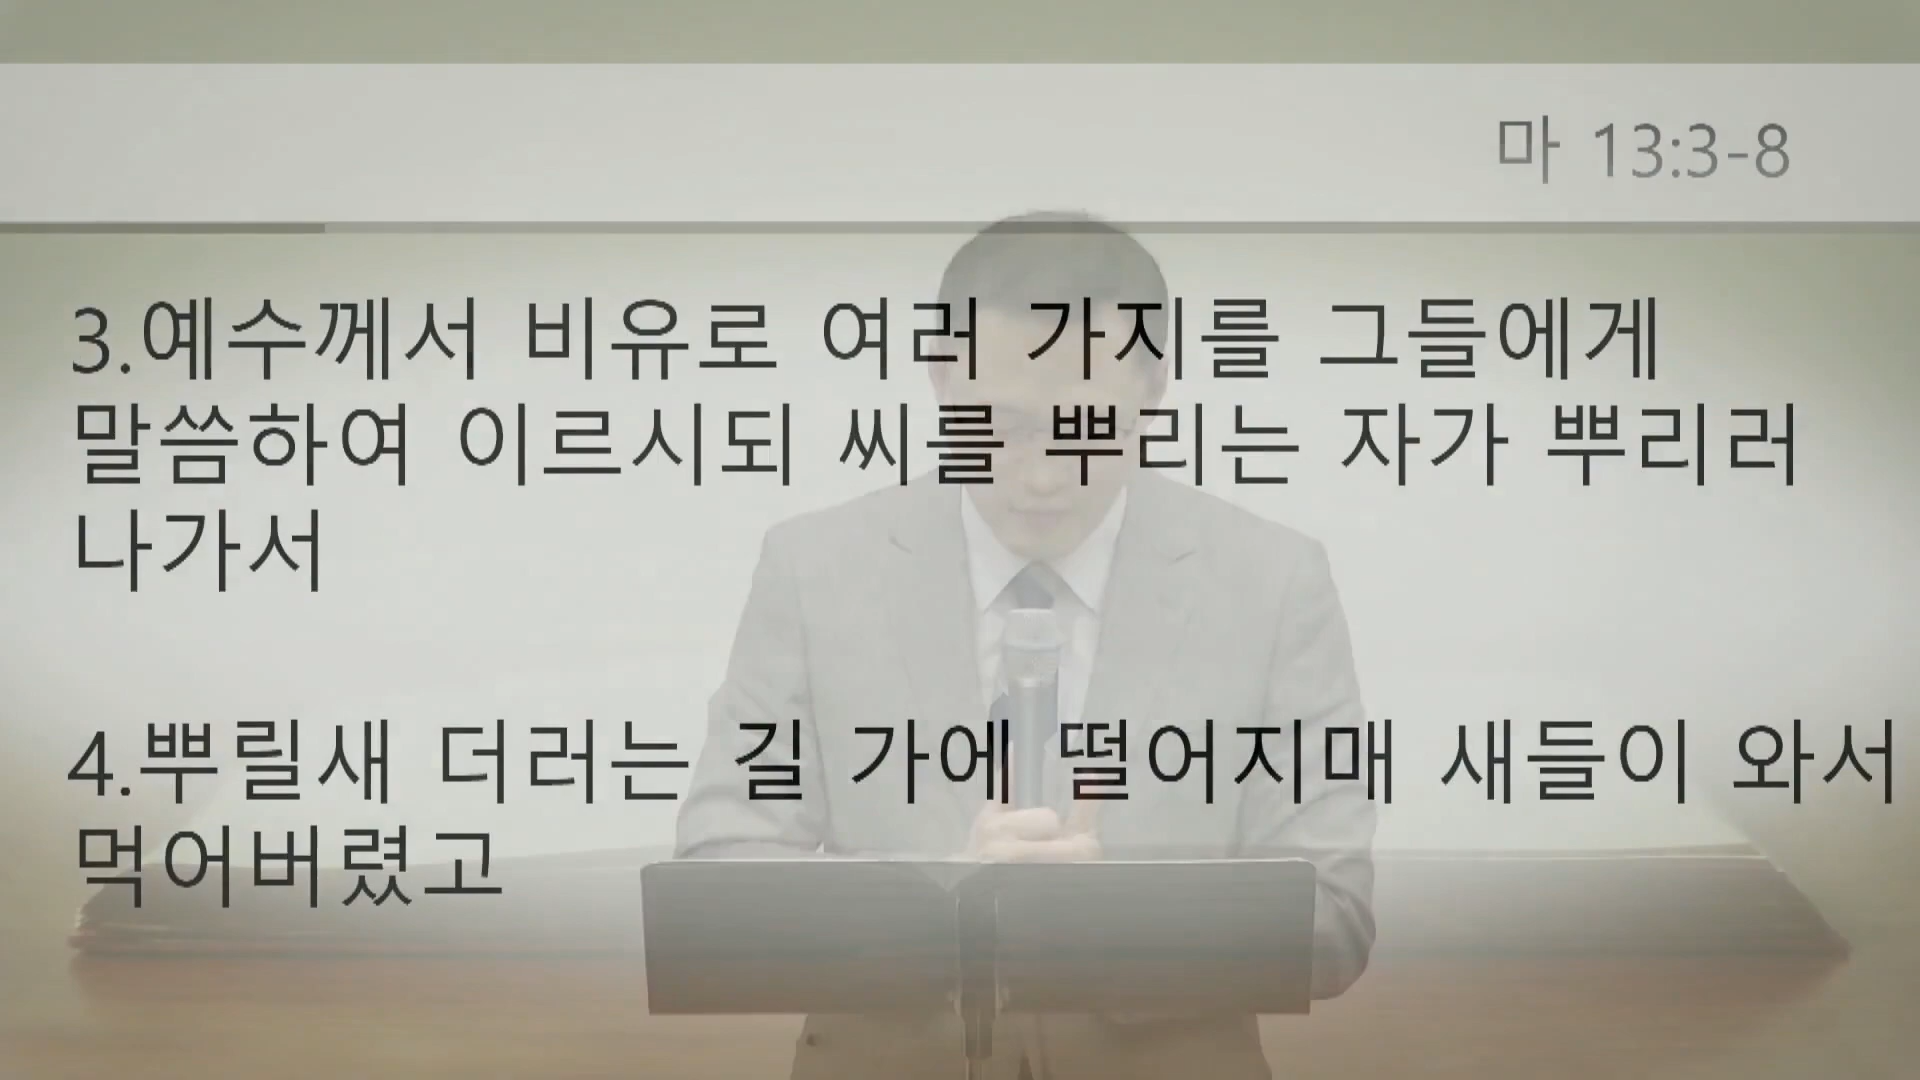 마 13:3-8
3.예수께서 비유로 여러 가지를 그들에게
말씀하여 이르시되 씨를 뿌리는 자가 뿌리러
나가서
4.뿌릴새 더러는 길 가에 떨어지매 새들이 와서
먹어버렸고